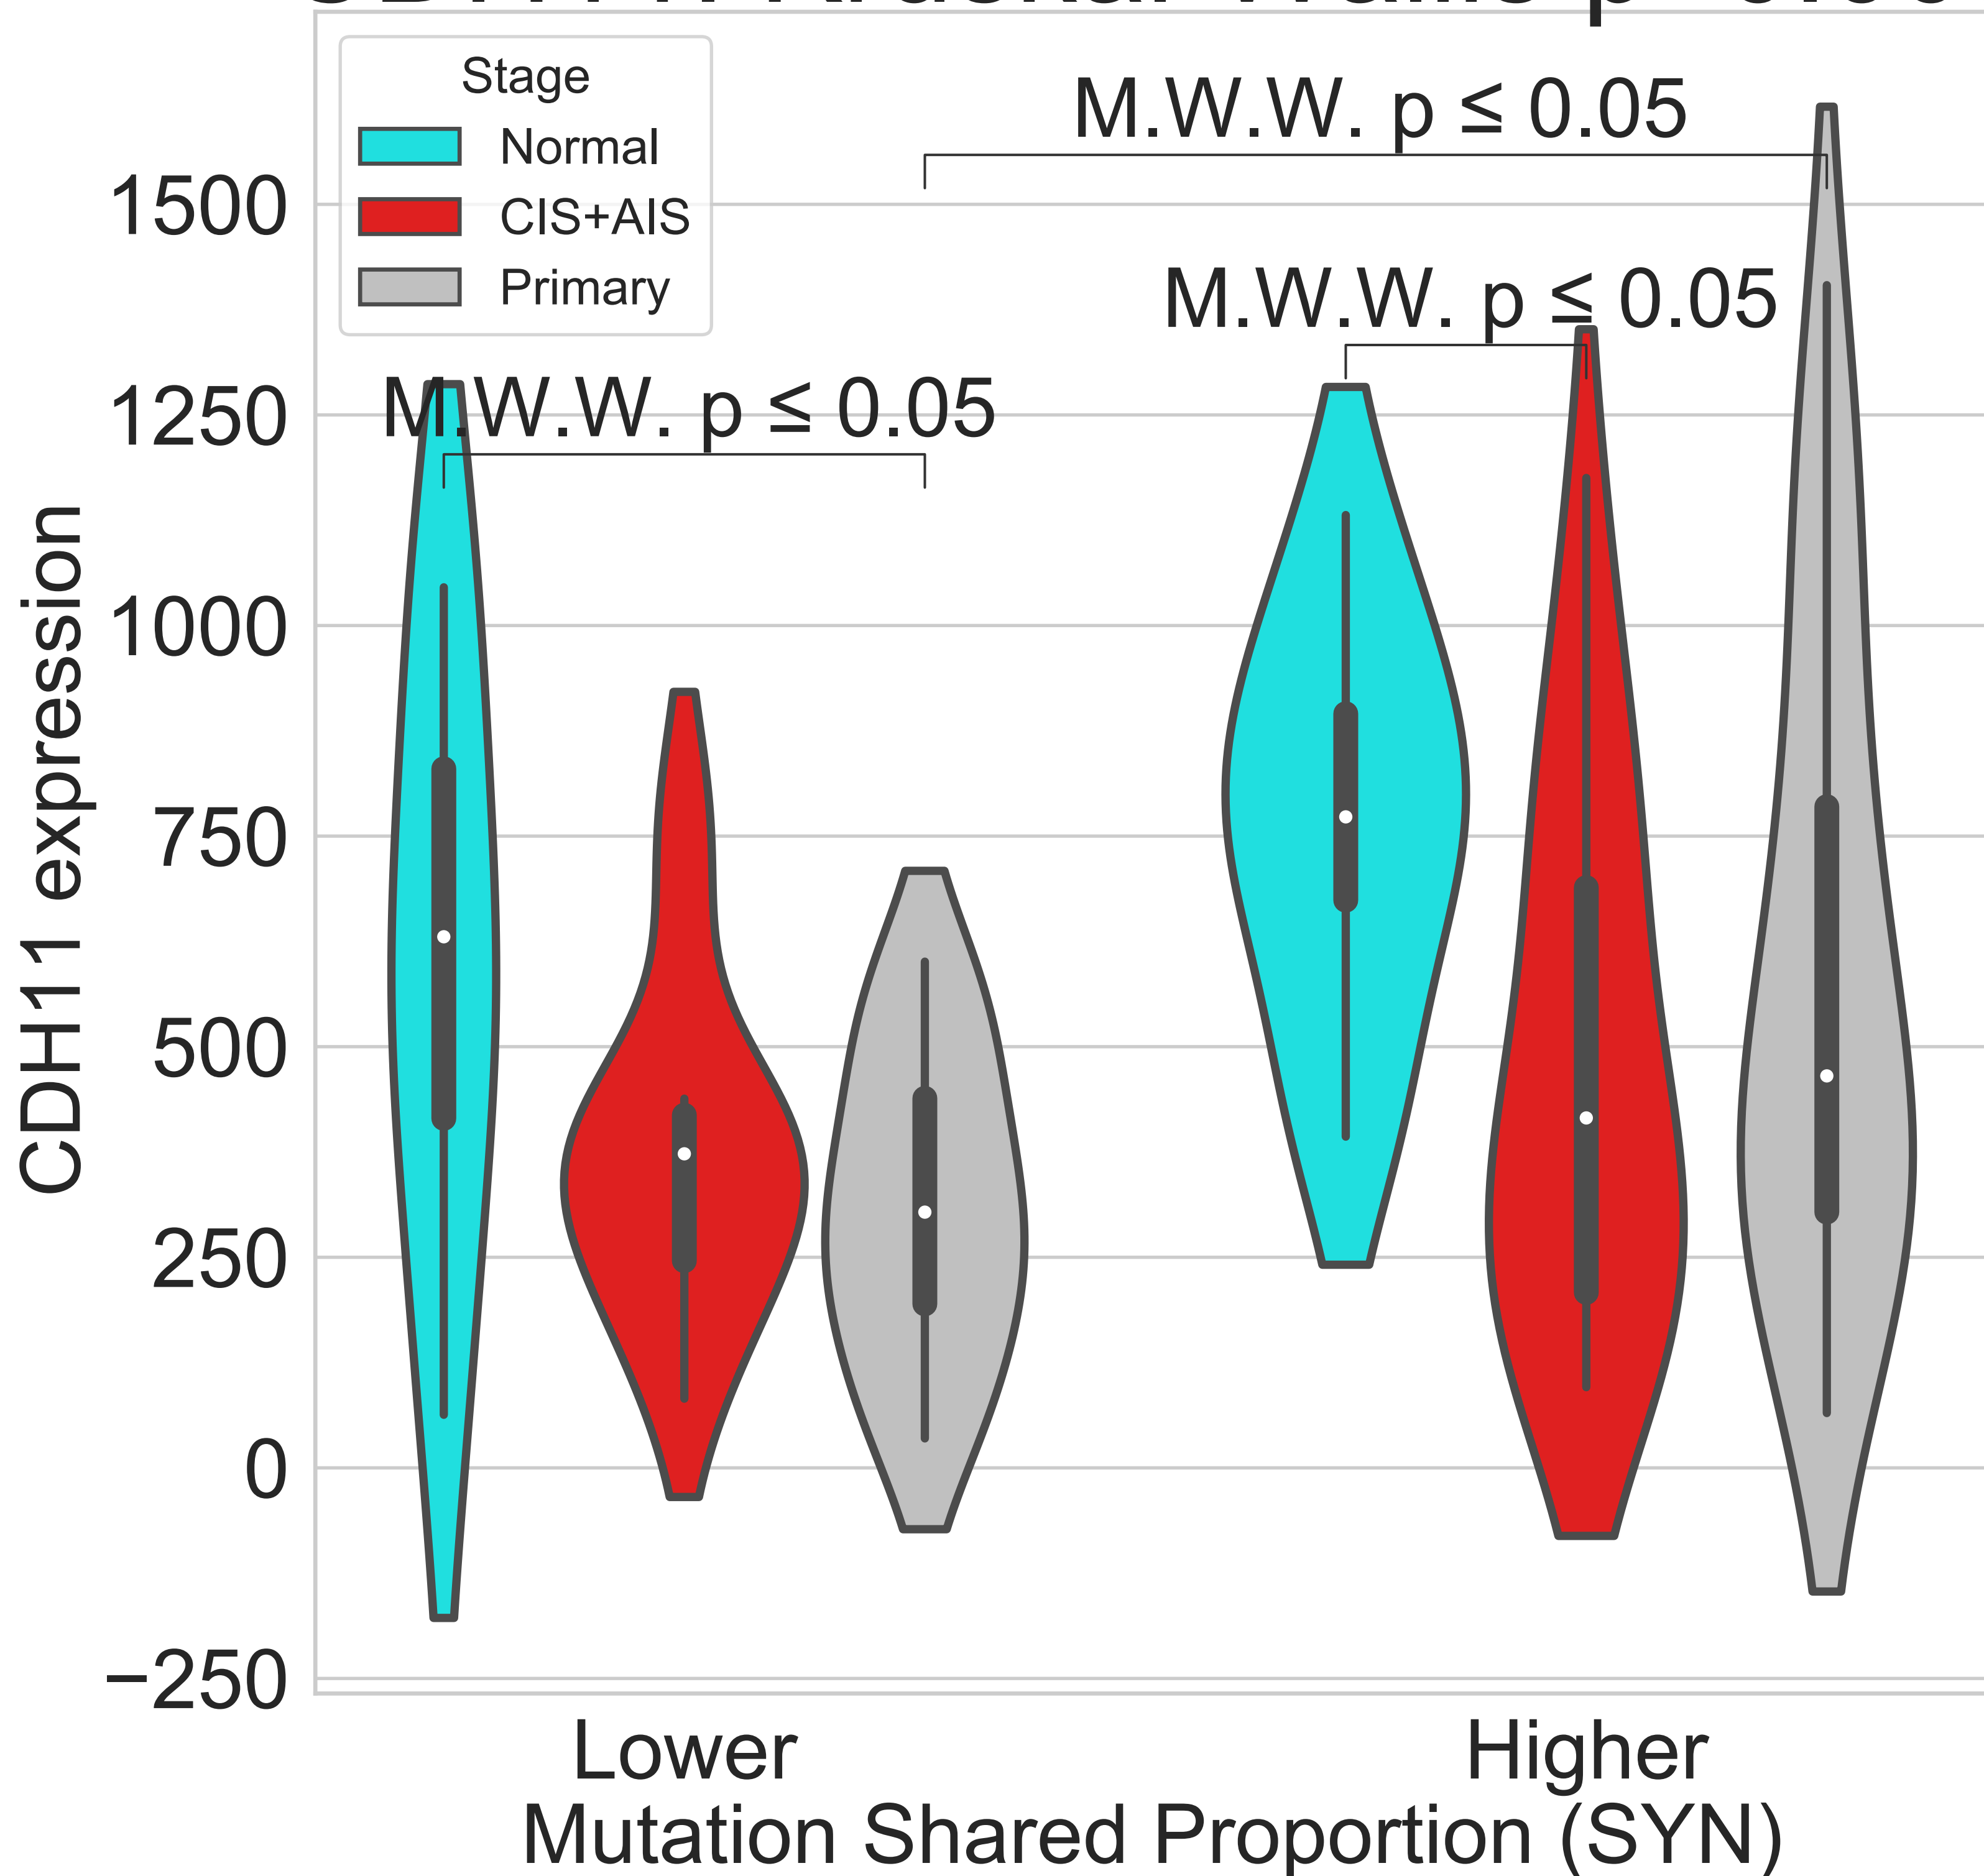 Stage
Normal
CIS+AIS
Primary
M.W.W. p ≤ 0.05
M.W.W. p ≤ 0.05
M.W.W. p ≤ 0.05
1500
1250
1000
750
500
250
0
−250
CDH11 expression
Lower
Higher
Mutation Shared Proportion (SYN)